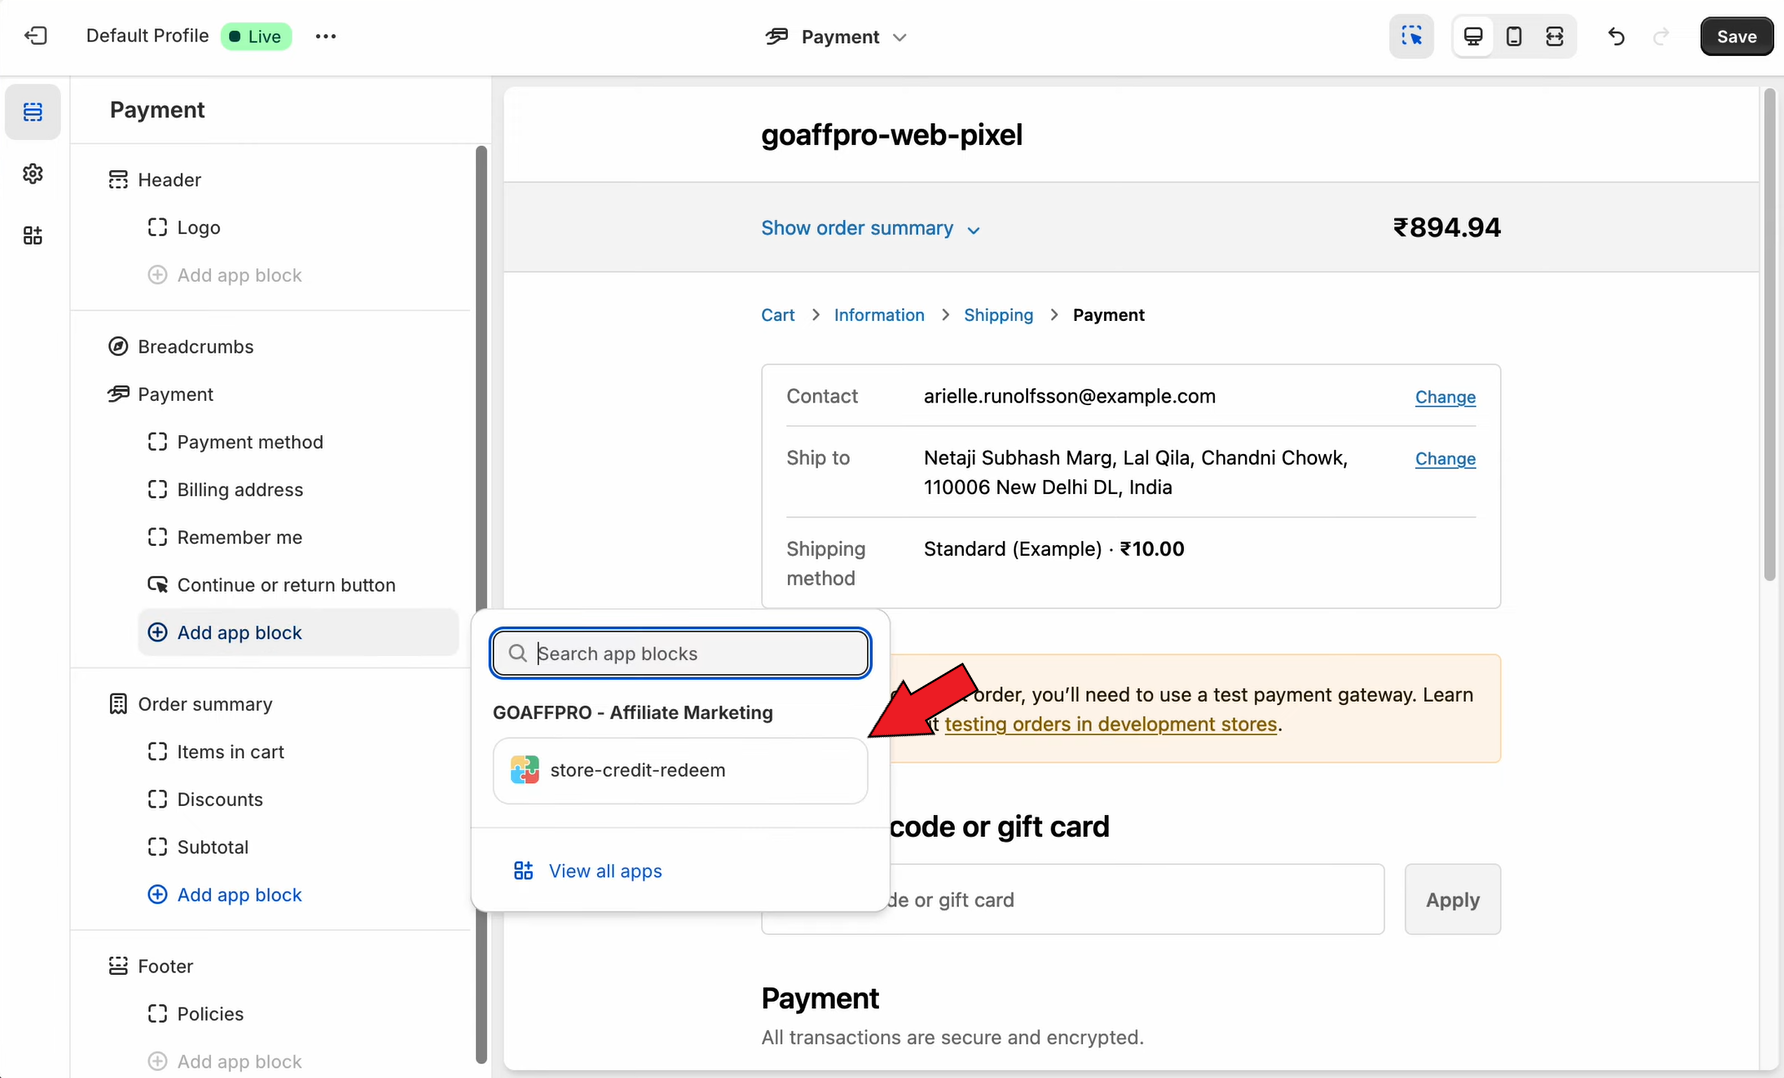 Default Profile
Live
Payment
Save
Payment
Header
Logo
Add app block
Breadcrumbs
Payment
Payment method
Billing address
Remember me
Continue or return button
Add app block
Order summary
Items in cart
Discounts
Subtotal
Add app block
Footer
Policies
Add app block
Search app blocks
GOAFFPRO - Affiliate Marketing
store-credit-redeem
View all apps
goaffpro-web-pixel
Show order summary
₹894.94
Cart > Information > Shipping > Payment
Contact arielle.runolfsson@example.com Change
Ship to Netaji Subhash Marg, Lal Qila, Chandni Chowk, Change
110006 New Delhi DL, India
Shipping Standard (Example) · ₹10.00
method
order, you’ll need to use a test payment gateway. Learn
testing orders in development stores.
code or gift card
de or gift card
Apply
Payment
All transactions are secure and encrypted.